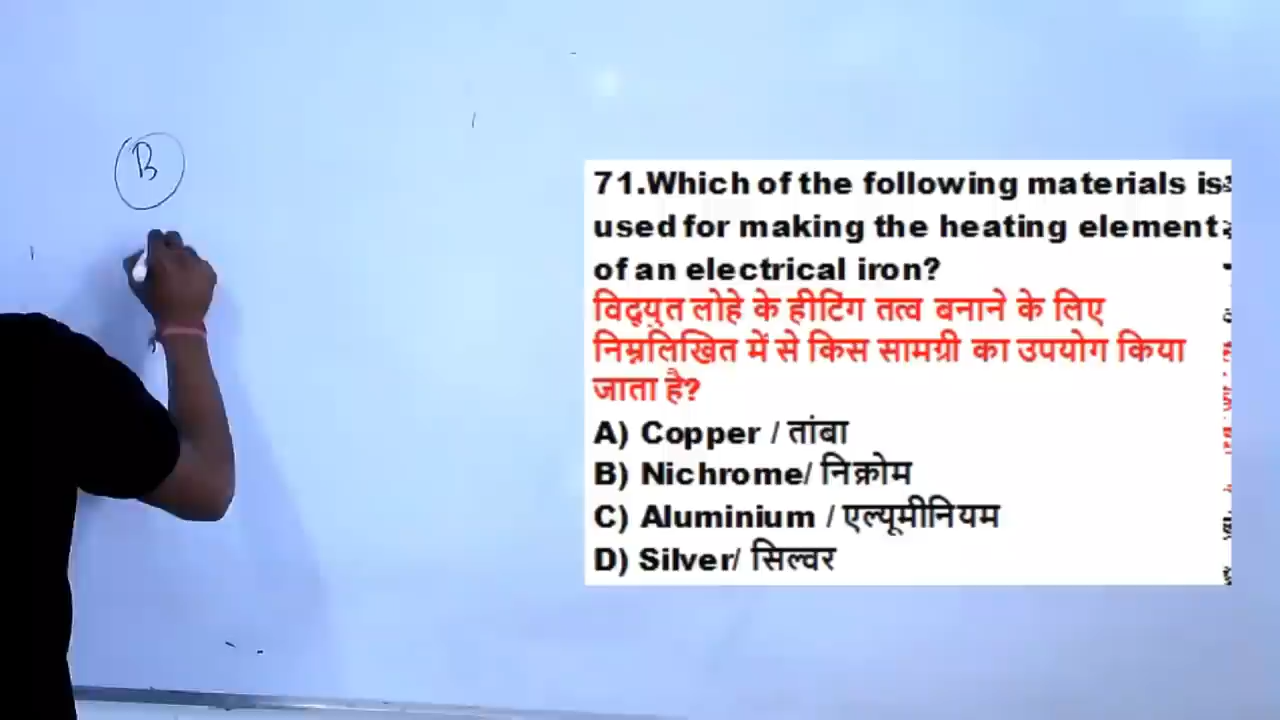 B
71.Which of the following materials is
used for making the heating element
of an electrical iron?
विद्युत लोहे के हीटिंग तत्व बनाने के लिए
निम्नलिखित में से किस सामग्री का उपयोग किया
जाता है?
A) Copper / तांबा
B) Nichrome/ निक्रोम
C) Aluminium / एल्यूमीनियम
D) Silver/ सिल्वर